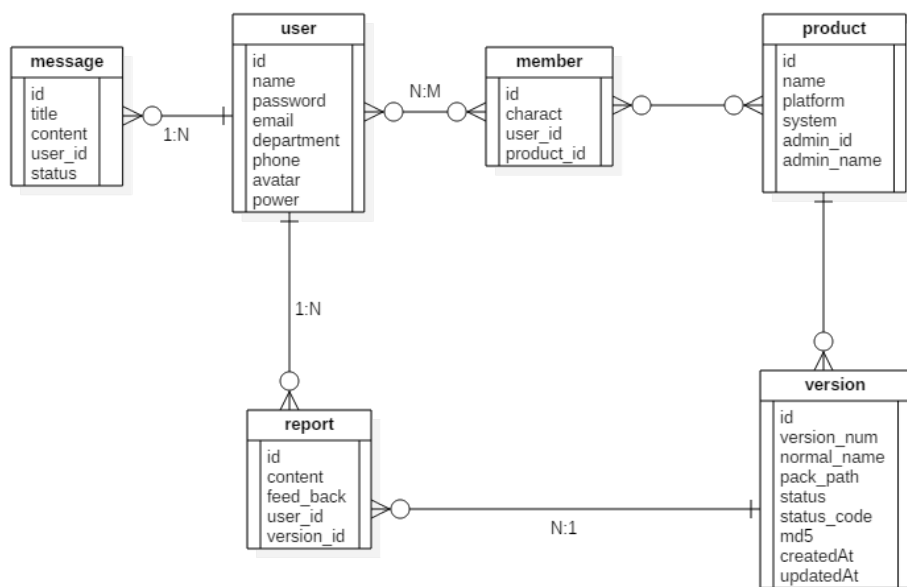 message
id
title
content
user_id
status
1:N
user
id
name
password
email
department
phone
avatar
power
N:M
member
id
charact
user_id
product_id
product
id
name
platform
system
admin_id
admin_name
1:N
report
id
content
feed_back
user_id
version_id
N:1
version
id
version_num
normal_name
pack_path
status
status_code
md5
createdAt
updatedAt